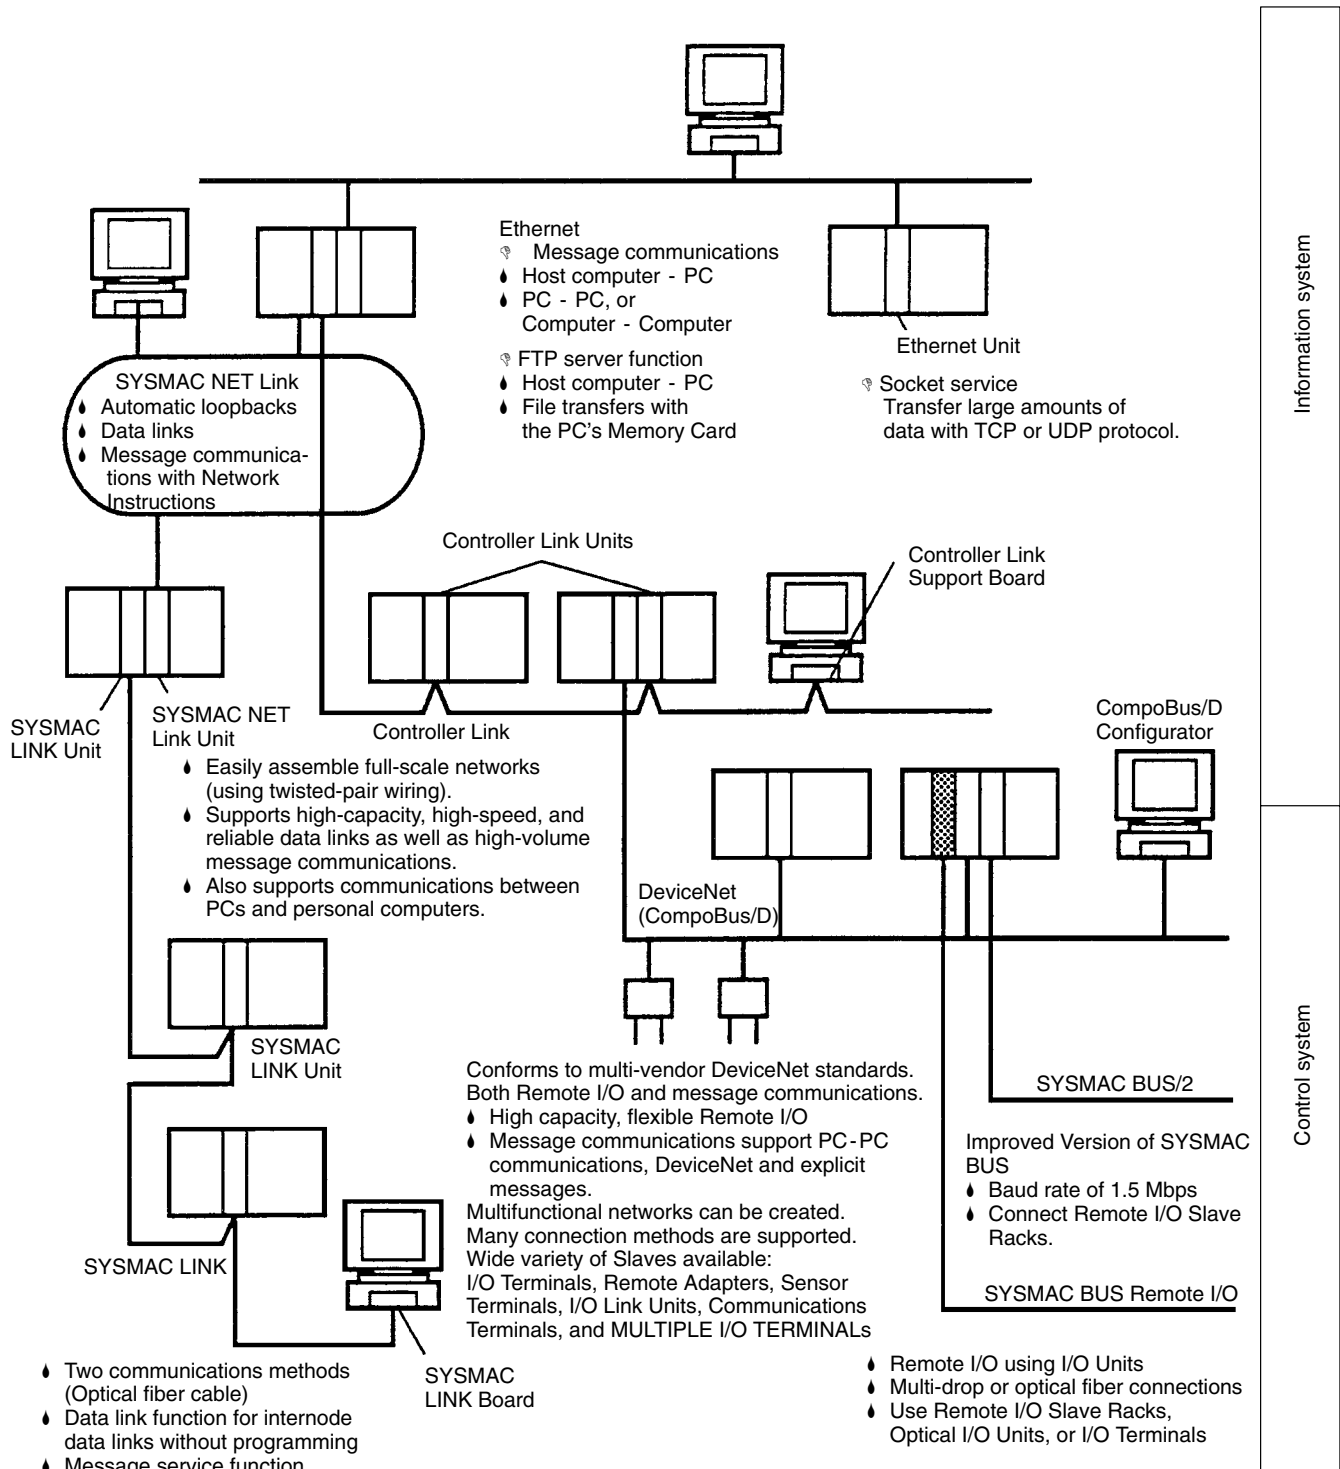 Ethernet
Message communications
Host computer - PC
PC - PC, or
Computer - Computer
FTP server function
Host computer - PC
File transfers with
the PC's Memory Card
Ethernet Unit
Socket service
Transfer large amounts of
data with TCP or UDP protocol.
Information system
SYSMAC NET Link
Automatic loopbacks
Data links
Message communica-
tions with Network
Instructions
Controller Link Units
Controller Link
Support Board
SYSMAC
LINK Unit
SYSMAC NET
Link Unit
Controller Link
Easily assemble full-scale networks
(using twisted-pair wiring).
Supports high-capacity, high-speed, and
reliable data links as well as high-volume
message communications.
Also supports communications between
PCs and personal computers.
CompoBus/D
Configurator
DeviceNet
(CompoBus/D)
SYSMAC
LINK Unit
Conforms to multi-vendor DeviceNet standards.
Both Remote I/O and message communications.
High capacity, flexible Remote I/O
Message communications support PC-PC
communications, DeviceNet and explicit
messages.
Multifunctional networks can be created.
Many connection methods are supported.
Wide variety of Slaves available:
I/O Terminals, Remote Adapters, Sensor
Terminals, I/O Link Units, Communications
Terminals, and MULTIPLE I/O TERMINALs
SYSMAC BUS/2
Improved Version of SYSMAC
BUS
Baud rate of 1.5 Mbps
Connect Remote I/O Slave
Racks.
SYSMAC BUS Remote I/O
Control system
SYSMAC LINK
SYSMAC
LINK Board
Two communications methods
(Optical fiber cable)
Data link function for internode
data links without programming
Message service function
Remote I/O using I/O Units
Multi-drop or optical fiber connections
Use Remote I/O Slave Racks,
Optical I/O Units, or I/O Terminals